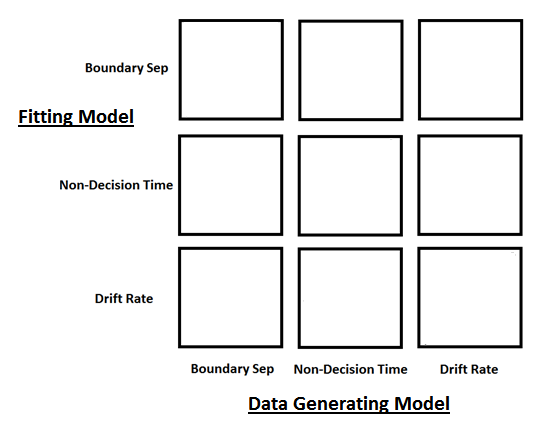 Boundary Sep
Fitting Model
Non-Decision Time
Drift Rate
Boundary Sep Non-Decision Time Drift Rate
Data Generating Model